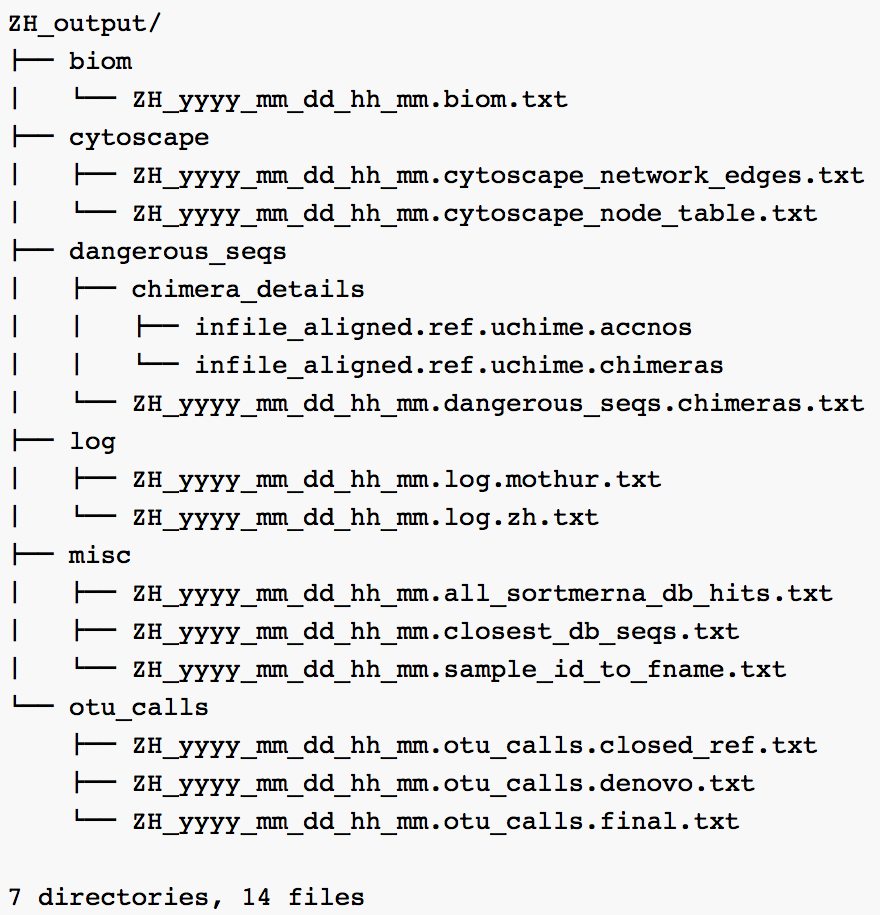 ZH_output/
├── biom
│   └── ZH_yyyy_mm_dd_hh_mm.biom.txt
├── cytoscape
│   ├── ZH_yyyy_mm_dd_hh_mm.cytoscape_network_edges.txt
│   └── ZH_yyyy_mm_dd_hh_mm.cytoscape_node_table.txt
├── dangerous_seqs
│   ├── chimera_details
│   │   ├── infile_aligned.ref.uchime.accnos
│   │   └── infile_aligned.ref.uchime.chimeras
│   └── ZH_yyyy_mm_dd_hh_mm.dangerous_seqs.chimeras.txt
├── log
│   ├── ZH_yyyy_mm_dd_hh_mm.log.mothur.txt
│   └── ZH_yyyy_mm_dd_hh_mm.log.zh.txt
├── misc
│   ├── ZH_yyyy_mm_dd_hh_mm.all_sortmerna_db_hits.txt
│   ├── ZH_yyyy_mm_dd_hh_mm.closest_db_seqs.txt
│   └── ZH_yyyy_mm_dd_hh_mm.sample_id_to_fname.txt
└── otu_calls
    ├── ZH_yyyy_mm_dd_hh_mm.otu_calls.closed_ref.txt
    ├── ZH_yyyy_mm_dd_hh_mm.otu_calls.denovo.txt
    └── ZH_yyyy_mm_dd_hh_mm.otu_calls.final.txt

7 directories, 14 files